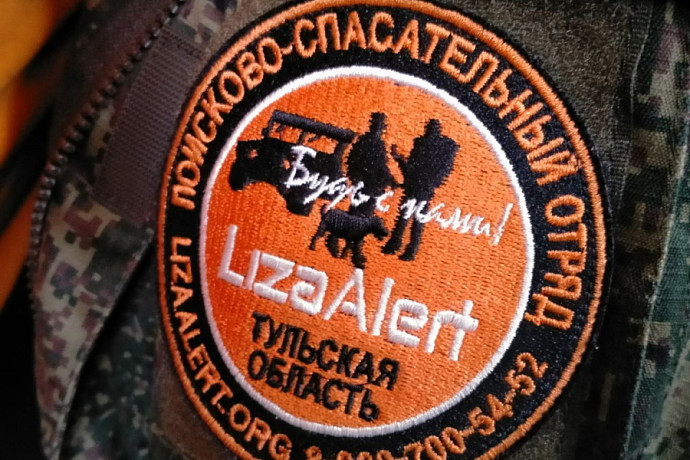 ПОИСКОВО-СПАСАТЕЛЬНЫЙ ОТРЯД
Будь с нами!
LizaAlert
ТУЛЬСКАЯ
ОБЛАСТЬ
LIZAALERT.ORG
700-54-52